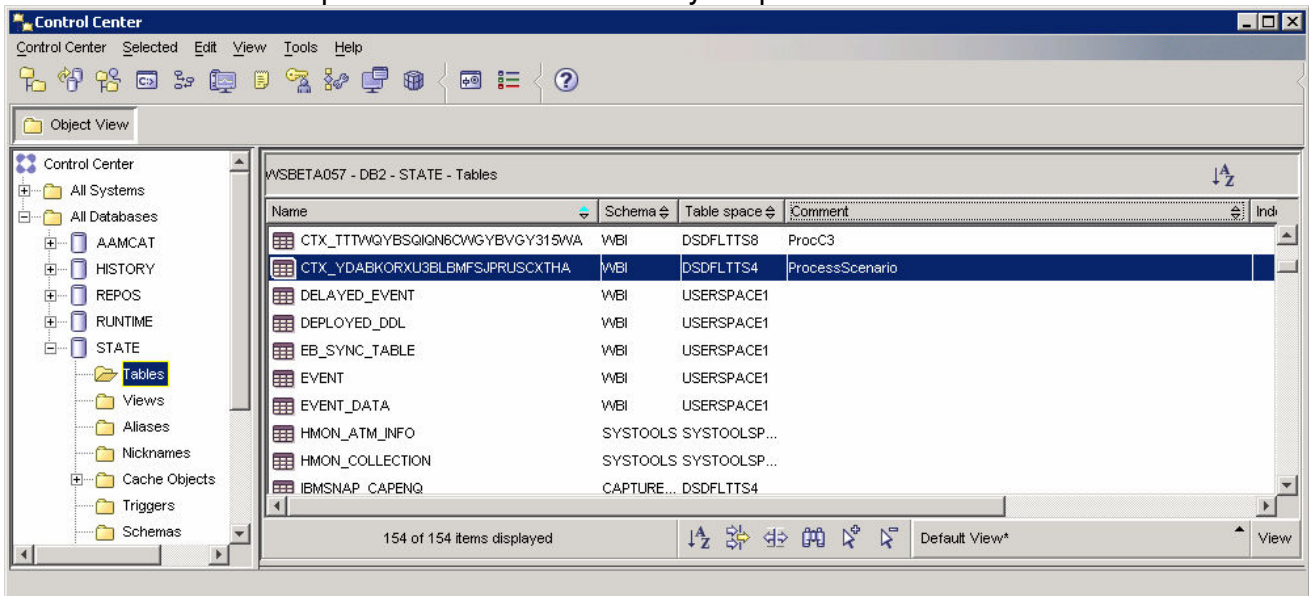 Control Center
Control Center Selected Edit View Tools Help
Object View
Control Center
All Systems
All Databases
AAMCAT
HISTORY
REPOS
RUNTIME
STATE
Tables
Views
Aliases
Nicknames
Cache Objects
Triggers
Schemas
WSBETA057 - DB2 - STATE - Tables
Name Schema Table space Comment Inde
CTX_TTTWQYBSQIQN6CWGYBVGY315WA WBI DSDFLTTS8 ProcC3
CTX_YDABKORXU3BLBMFSJPRUSCXTHA WBI DSDFLTTS4 ProcessScenario
DELAYED_EVENT WBI USERSPACE1
DEPLOYED_DDL WBI USERSPACE1
EB_SYNC_TABLE WBI USERSPACE1
EVENT WBI USERSPACE1
EVENT_DATA WBI USERSPACE1
HMON_ATM_INFO SYSTOOLS SYSTOOLSP...
HMON_COLLECTION SYSTOOLS SYSTOOLSP...
IBMSNAP_CAPENQ CAPTURE... DSDFLTTS4
154 of 154 items displayed Default View* View